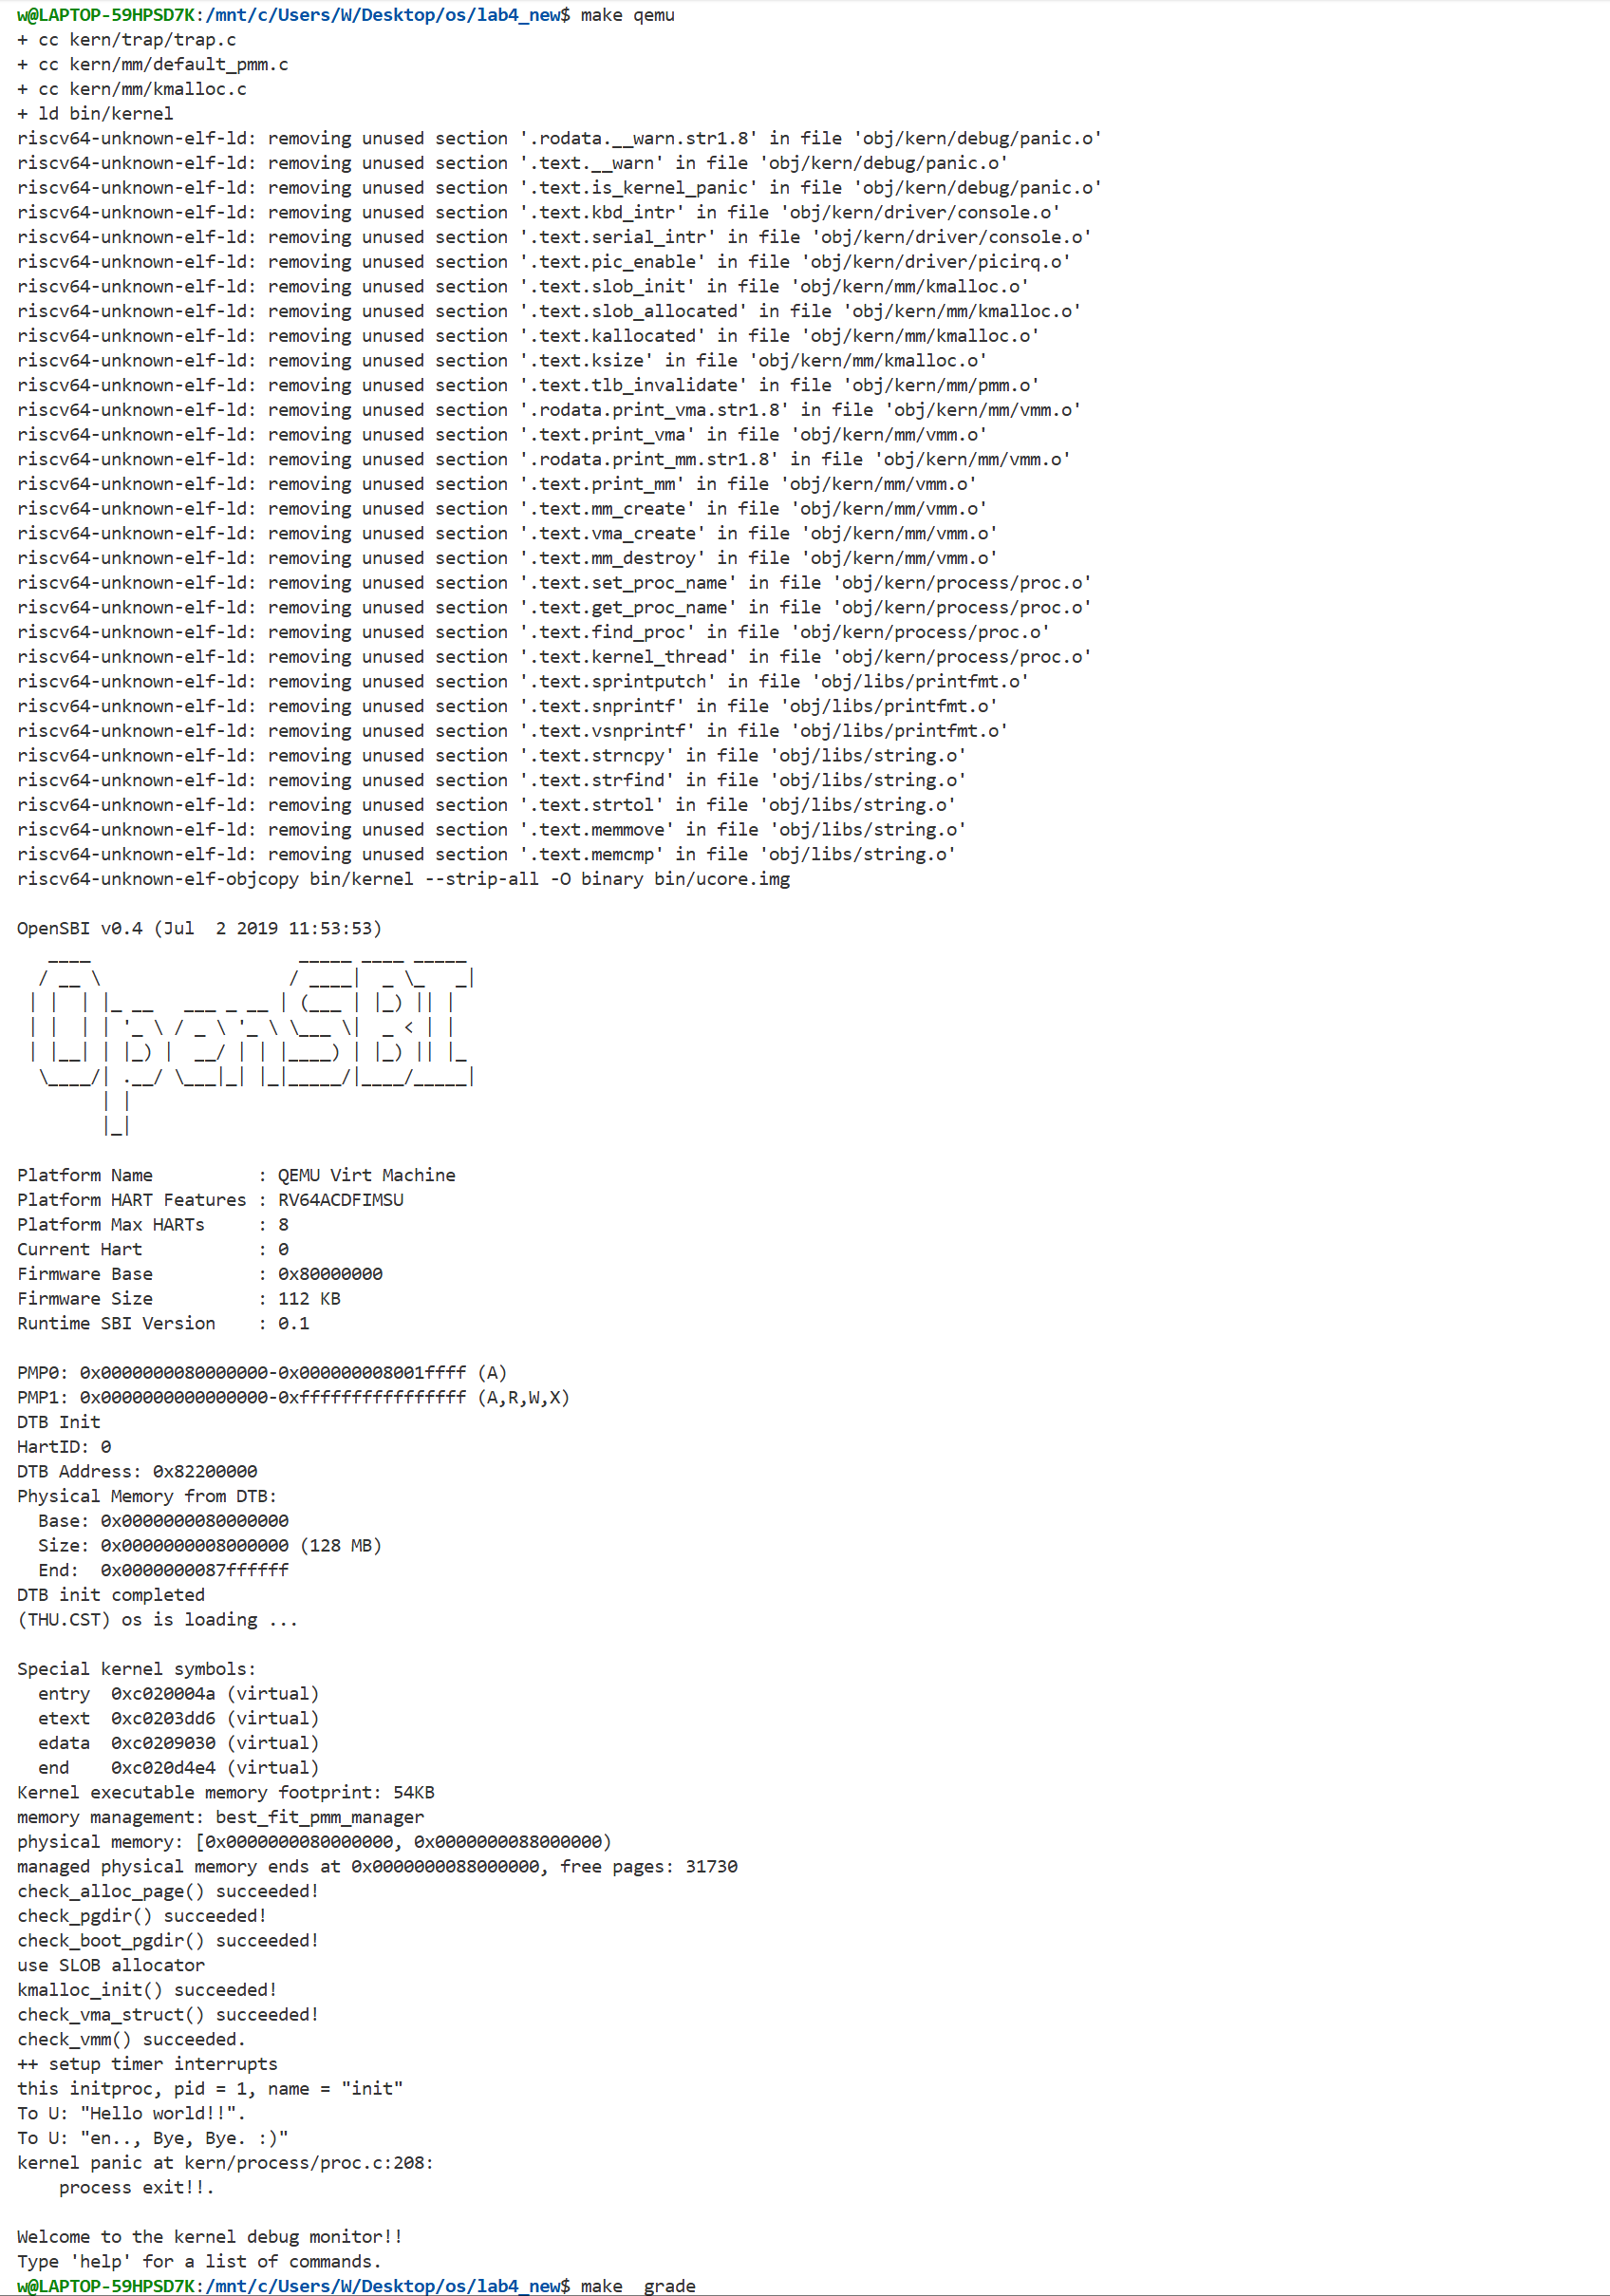 w@LAPTOP-59HPSD7K:/mnt/c/Users/W/Desktop/os/lab4_new$ make qemu
+ cc kern/trap/trap.c
+ cc kern/mm/default_pmm.c
+ cc kern/mm/kmalloc.c
+ ld bin/kernel
riscv64-unknown-elf-ld: removing unused section '.rodata.__warn.str1.8' in file 'obj/kern/debug/panic.o'
riscv64-unknown-elf-ld: removing unused section '.text.__warn' in file 'obj/kern/debug/panic.o'
riscv64-unknown-elf-ld: removing unused section '.text.is_kernel_panic' in file 'obj/kern/debug/panic.o'
riscv64-unknown-elf-ld: removing unused section '.text.kbd_intr' in file 'obj/kern/driver/console.o'
riscv64-unknown-elf-ld: removing unused section '.text.serial_intr' in file 'obj/kern/driver/console.o'
riscv64-unknown-elf-ld: removing unused section '.text.pic_enable' in file 'obj/kern/driver/picirq.o'
riscv64-unknown-elf-ld: removing unused section '.text.slob_init' in file 'obj/kern/mm/kmalloc.o'
riscv64-unknown-elf-ld: removing unused section '.text.slob_allocated' in file 'obj/kern/mm/kmalloc.o'
riscv64-unknown-elf-ld: removing unused section '.text.kallocated' in file 'obj/kern/mm/kmalloc.o'
riscv64-unknown-elf-ld: removing unused section '.text.ksize' in file 'obj/kern/mm/kmalloc.o'
riscv64-unknown-elf-ld: removing unused section '.text.tlb_invalidate' in file 'obj/kern/mm/pmm.o'
riscv64-unknown-elf-ld: removing unused section '.rodata.print_vma.str1.8' in file 'obj/kern/mm/vmm.o'
riscv64-unknown-elf-ld: removing unused section '.text.print_vma' in file 'obj/kern/mm/vmm.o'
riscv64-unknown-elf-ld: removing unused section '.rodata.print_mm.str1.8' in file 'obj/kern/mm/vmm.o'
riscv64-unknown-elf-ld: removing unused section '.text.print_mm' in file 'obj/kern/mm/vmm.o'
riscv64-unknown-elf-ld: removing unused section '.text.mm_create' in file 'obj/kern/mm/vmm.o'
riscv64-unknown-elf-ld: removing unused section '.text.vma_create' in file 'obj/kern/mm/vmm.o'
riscv64-unknown-elf-ld: removing unused section '.text.mm_destroy' in file 'obj/kern/mm/vmm.o'
riscv64-unknown-elf-ld: removing unused section '.text.set_proc_name' in file 'obj/kern/process/proc.o'
riscv64-unknown-elf-ld: removing unused section '.text.get_proc_name' in file 'obj/kern/process/proc.o'
riscv64-unknown-elf-ld: removing unused section '.text.find_proc' in file 'obj/kern/process/proc.o'
riscv64-unknown-elf-ld: removing unused section '.text.kernel_thread' in file 'obj/kern/process/proc.o'
riscv64-unknown-elf-ld: removing unused section '.text.sprintputch' in file 'obj/libs/printfmt.o'
riscv64-unknown-elf-ld: removing unused section '.text.snprintf' in file 'obj/libs/printfmt.o'
riscv64-unknown-elf-ld: removing unused section '.text.vsnprintf' in file 'obj/libs/printfmt.o'
riscv64-unknown-elf-ld: removing unused section '.text.strncpy' in file 'obj/libs/string.o'
riscv64-unknown-elf-ld: removing unused section '.text.strfind' in file 'obj/libs/string.o'
riscv64-unknown-elf-ld: removing unused section '.text.strtol' in file 'obj/libs/string.o'
riscv64-unknown-elf-ld: removing unused section '.text.memmove' in file 'obj/libs/string.o'
riscv64-unknown-elf-ld: removing unused section '.text.memcmp' in file 'obj/libs/string.o'
riscv64-unknown-elf-objcopy bin/kernel --strip-all -O binary bin/ucore.img

OpenSBI v0.4 (Jul  2 2019 11:53:53)
   ____                    _____ ____ _____
  / __ \                  / ____|  _ \_   _|
 | |  | |_ __   ___ _ __ | (___ | |_) || |
 | |  | | '_ \ / _ \ '_ \ \___ \|  _ < | |
 | |__| | |_) |  __/ | | |____) | |_) || |_
  \____/| .__/ \___|_| |_|_____/|____/_____|
        | |
        |_|

Platform Name          : QEMU Virt Machine
Platform HART Features : RV64ACDFIMSU
Platform Max HARTs     : 8
Current Hart           : 0
Firmware Base          : 0x80000000
Firmware Size          : 112 KB
Runtime SBI Version    : 0.1

PMP0: 0x0000000080000000-0x000000008001ffff (A)
PMP1: 0x0000000000000000-0xffffffffffffffff (A,R,W,X)
DTB Init
HartID: 0
DTB Address: 0x82200000
Physical Memory from DTB:
  Base: 0x0000000080000000
  Size: 0x0000000008000000 (128 MB)
  End:  0x0000000087ffffff
DTB init completed
(THU.CST) os is loading ...

Special kernel symbols:
  entry  0xc020004a (virtual)
  etext  0xc0203dd6 (virtual)
  edata  0xc0209030 (virtual)
  end    0xc020d4e4 (virtual)
Kernel executable memory footprint: 54KB
memory management: best_fit_pmm_manager
physical memory: [0x0000000080000000, 0x0000000088000000)
managed physical memory ends at 0x0000000088000000, free pages: 31730
check_alloc_page() succeeded!
check_pgdir() succeeded!
check_boot_pgdir() succeeded!
use SLOB allocator
kmalloc_init() succeeded!
check_vma_struct() succeeded!
check_vmm() succeeded.
++ setup timer interrupts
this initproc, pid = 1, name = "init"
To U: "Hello world!!".
To U: "en.., Bye, Bye. :)"
kernel panic at kern/process/proc.c:208:
    process exit!!.

Welcome to the kernel debug monitor!!
Type 'help' for a list of commands.
w@LAPTOP-59HPSD7K:/mnt/c/Users/W/Desktop/os/lab4_new$ make  grade